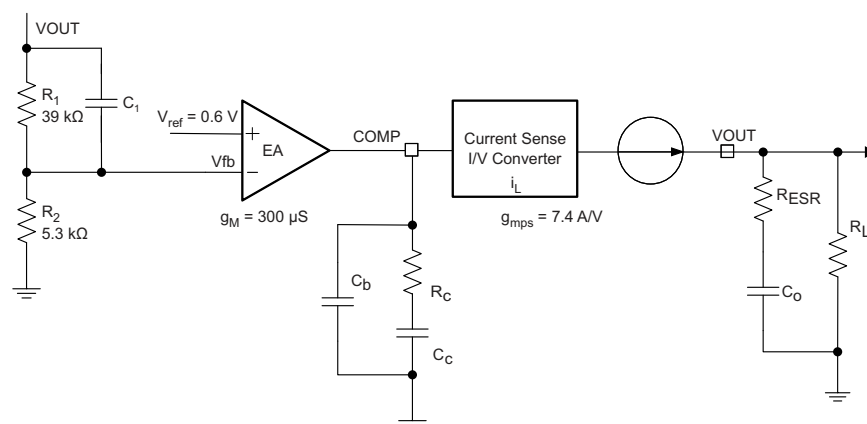 VOUT
R1
39 kΩ
C1
Vref = 0.6 V
Vfb
+
EA
−
gM = 300 µS
R2
5.3 kΩ
COMP
Cb
Rc
Cc
Current Sense
I/V Converter
iL
gmps = 7.4 A/V
VOUT
RESR
RL
Co